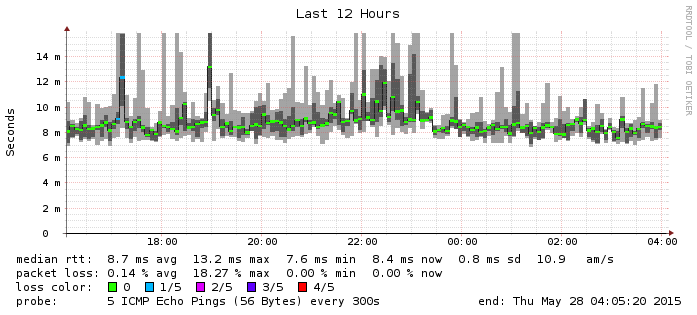 Last 12 Hours
RRDTOOL / TOBI OETIKER
Seconds
14 m
12 m
10 m
8 m
6 m
4 m
2 m
0
18:00 20:00 22:00 00:00 02:00 04:00
median rtt: 8.7 ms avg 13.2 ms max 7.6 ms min 8.4 ms now 0.8 ms sd 10.9 am/s
packet loss: 0.14 % avg 18.27 % max 0.00 % min 0.00 % now
loss color: 0 1/5 2/5 3/5 4/5
probe: 5 ICMP Echo Pings (56 Bytes) every 300s end: Thu May 28 04:05:20 2015